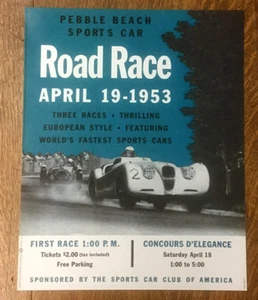 PEBBLE BEACH
SPORTS CAR
Road Race
APRIL 19-1953
THREE RACES • THRILLING
EUROPEAN STYLE • FEATURING
WORLD'S FASTEST SPORTS CARS
2
FIRST RACE 1:00 P. M.
Tickets $2.00 (tax included)
Free Parking
CONCOURS D'ELEGANCE
Saturday April 18
1:00 to 5:00
SPONSORED BY THE SPORTS CAR CLUB OF AMERICA